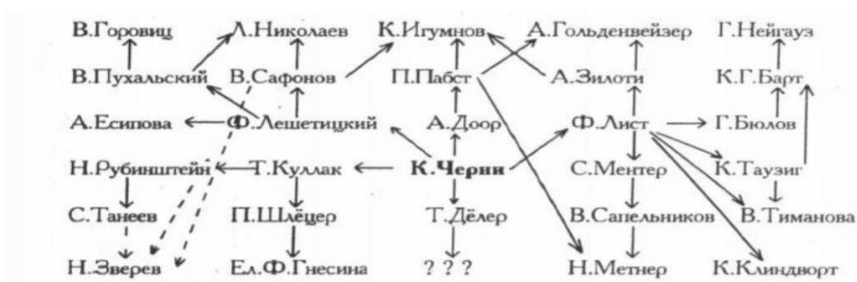 В.Горовиц Л.Николаев К.Игумнов А.Гольденвейзер Г.Нейгауз
В.Пухальский В.Сафонов П.Пабст А.Зилоти К.Г.Барт
А.Есипова Ф.Лешетицкий А.Доор Ф.Лист Г.Бюлов
Н.Рубинштейн Т.Куллак К.Черни С.Ментер К.Таузиг
С.Танеев П.Шлёцер Т.Дёлер В.Сапельников В.Тиманова
Н.Зверев Ел.Ф.Гнесина ? ? ? Н.Метнер К.Клиндворт